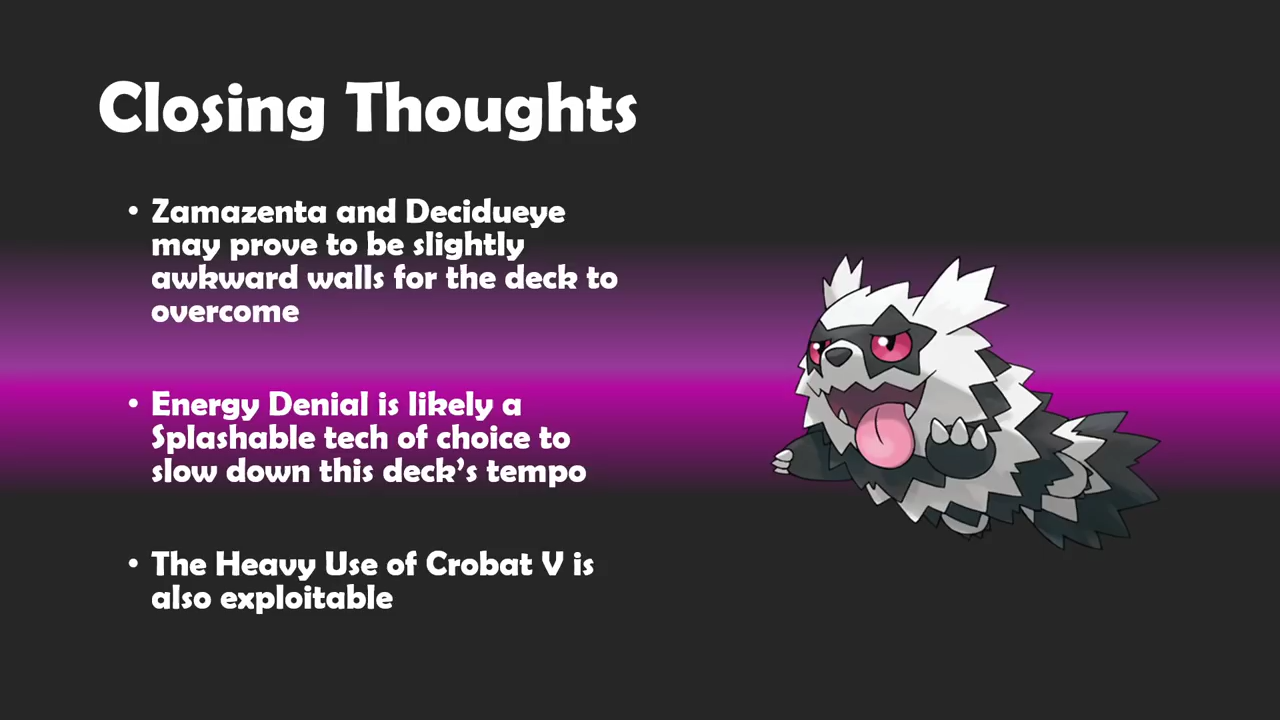 Closing Thoughts
• Zamazenta and Decidueye
may prove to be slightly
awkward walls for the deck to
overcome
• Energy Denial is likely a
Splashable tech of choice to
slow down this deck's tempo
• The Heavy Use of Crobat V is
also exploitable